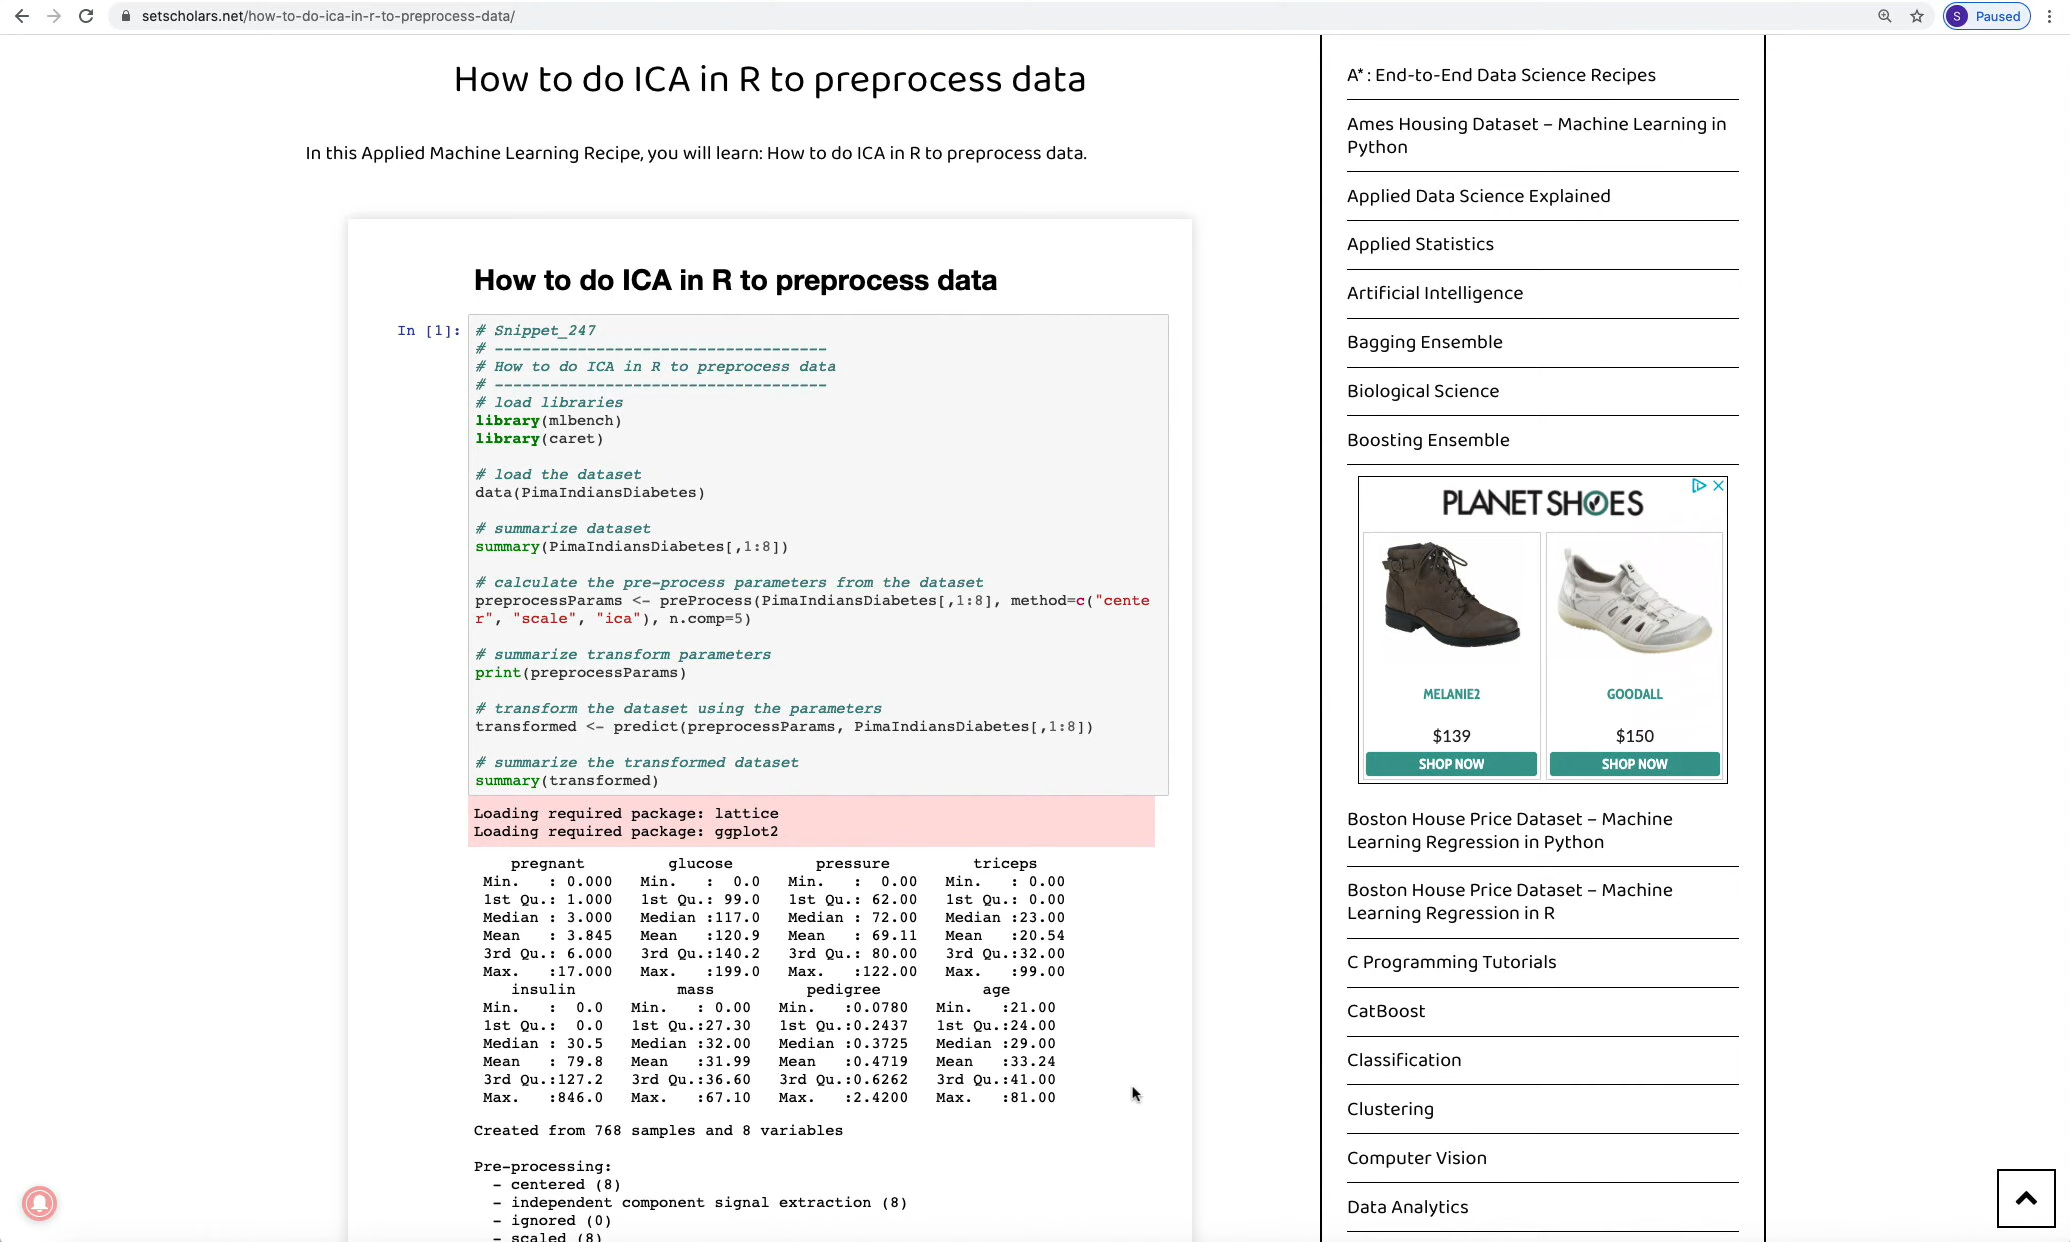 setscholars.net/how-to-do-ica-in-r-to-preprocess-data/
S Paused
How to do ICA in R to preprocess data
In this Applied Machine Learning Recipe, you will learn: How to do ICA in R to preprocess data.
How to do ICA in R to preprocess data
In [1]:
# Snippet_247
# ------------------------------------
# How to do ICA in R to preprocess data
# ------------------------------------
# load libraries
library(mlbench)
library(caret)
# load the dataset
data(PimaIndiansDiabetes)
# summarize dataset
summary(PimaIndiansDiabetes[,1:8])
# calculate the pre-process parameters from the dataset
preprocessParams <- preProcess(PimaIndiansDiabetes[,1:8], method=c("cente
r", "scale", "ica"), n.comp=5)
# summarize transform parameters
print(preprocessParams)
# transform the dataset using the parameters
transformed <- predict(preprocessParams, PimaIndiansDiabetes[,1:8])
# summarize the transformed dataset
summary(transformed)
Loading required package: lattice
Loading required package: ggplot2
pregnant glucose pressure triceps
Min. : 0.000 Min. : 0.0 Min. : 0.00 Min. : 0.00
1st Qu.: 1.000 1st Qu.: 99.0 1st Qu.: 62.00 1st Qu.: 0.00
Median : 3.000 Median :117.0 Median : 72.00 Median :23.00
Mean : 3.845 Mean :120.9 Mean : 69.11 Mean :20.54
3rd Qu.: 6.000 3rd Qu.:140.2 3rd Qu.: 80.00 3rd Qu.:32.00
Max. :17.000 Max. :199.0 Max. :122.00 Max. :99.00
insulin mass pedigree age
Min. : 0.0 Min. : 0.00 Min. :0.0780 Min. :21.00
1st Qu.: 0.0 1st Qu.:27.30 1st Qu.:0.2437 1st Qu.:24.00
Median : 30.5 Median :32.00 Median :0.3725 Median :29.00
Mean : 79.8 Mean :31.99 Mean :0.4719 Mean :33.24
3rd Qu.:127.2 3rd Qu.:36.60 3rd Qu.:0.6262 3rd Qu.:41.00
Max. :846.0 Max. :67.10 Max. :2.4200 Max. :81.00
Created from 768 samples and 8 variables
Pre-processing:
- centered (8)
- independent component signal extraction (8)
- ignored (0)
- scaled (8)
A* : End-to-End Data Science Recipes
Ames Housing Dataset – Machine Learning in
Python
Applied Data Science Explained
Applied Statistics
Artificial Intelligence
Bagging Ensemble
Biological Science
Boosting Ensemble
PLANET SHOES
MELANIE2 GOODALL
$139 $150
SHOP NOW SHOP NOW
Boston House Price Dataset – Machine
Learning Regression in Python
Boston House Price Dataset – Machine
Learning Regression in R
C Programming Tutorials
CatBoost
Classification
Clustering
Computer Vision
Data Analytics